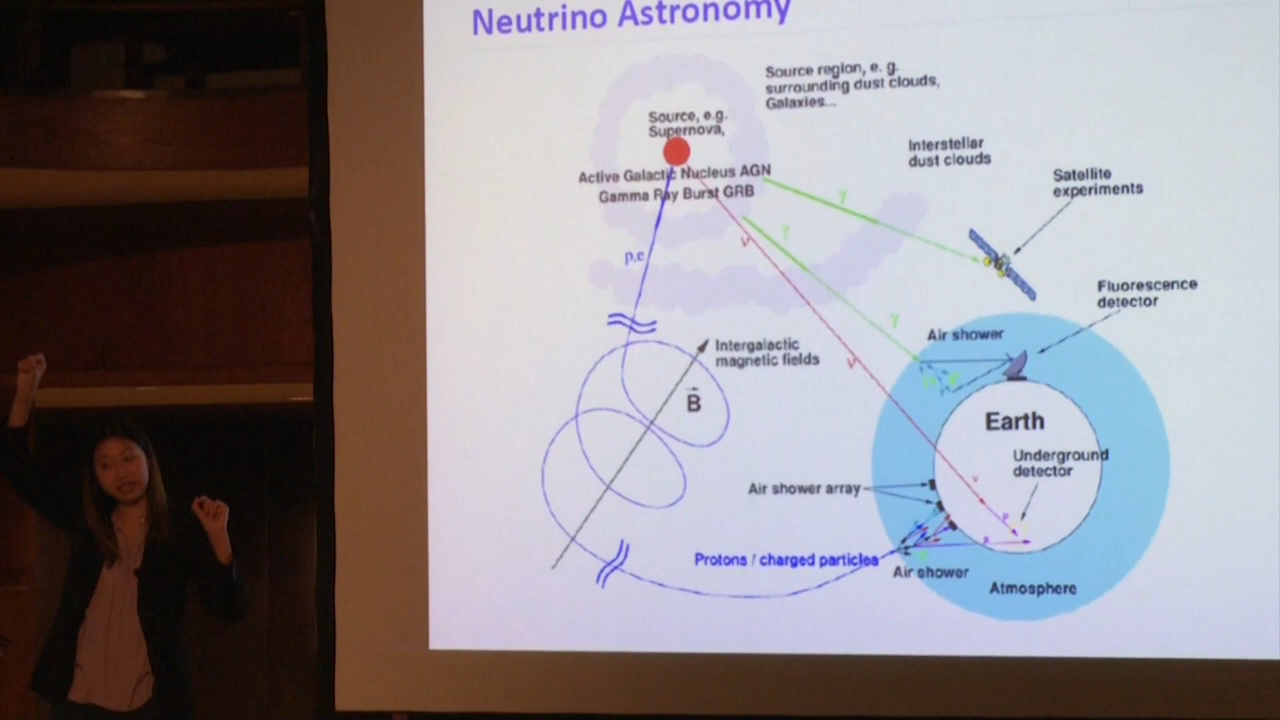 Neutrino Astronomy
Source region, e. g.
surrounding dust clouds,
Galaxies...
Source, e.g.
Supernova,
Active Galactic Nucleus AGN
Gamma Ray Burst GRB
Interstellar
dust clouds
Satellite
experiments
γ
γ
ν
p,e
Fluorescence
detector
γ
Air shower
Intergalactic
magnetic fields
ν
B
Earth
Underground
detector
ν
Air shower array
Protons / charged particles
Air shower
Atmosphere